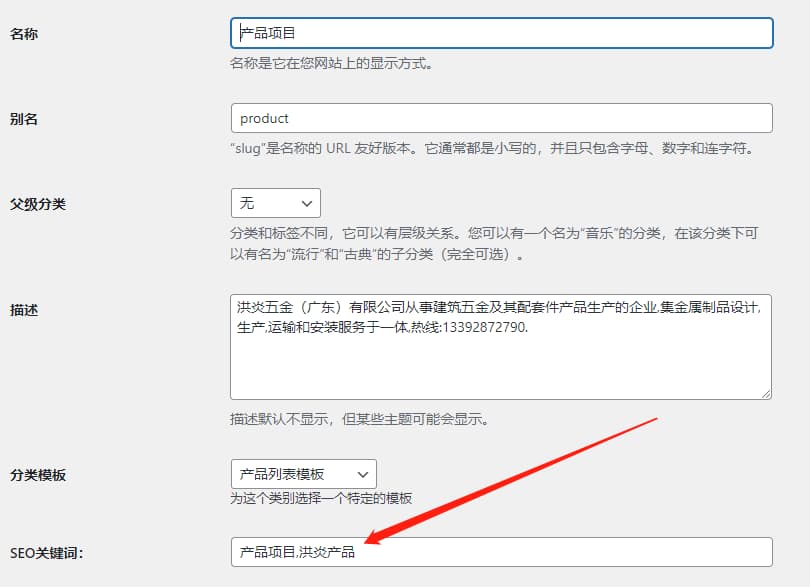 名称
产品项目
名称是它在您网站上的显示方式。
别名
product
“slug”是名称的 URL 友好版本。它通常都是小写的，并且只包含字母、数字和连字符。
父级分类
无
分类和标签不同，它可以有层级关系。您可以有一个名为“音乐”的分类，在该分类下可
以有名为“流行”和“古典”的子分类（完全可选）。
描述
洪炎五金（广东）有限公司从事建筑五金及其配套件产品生产的企业,集金属制品设计,
生产,运输和安装服务于一体,热线:13392872790.
描述默认不显示，但某些主题可能会显示。
分类模板
产品列表模板
为这个类别选择一个特定的模板
SEO关键词：
产品项目,洪炎产品